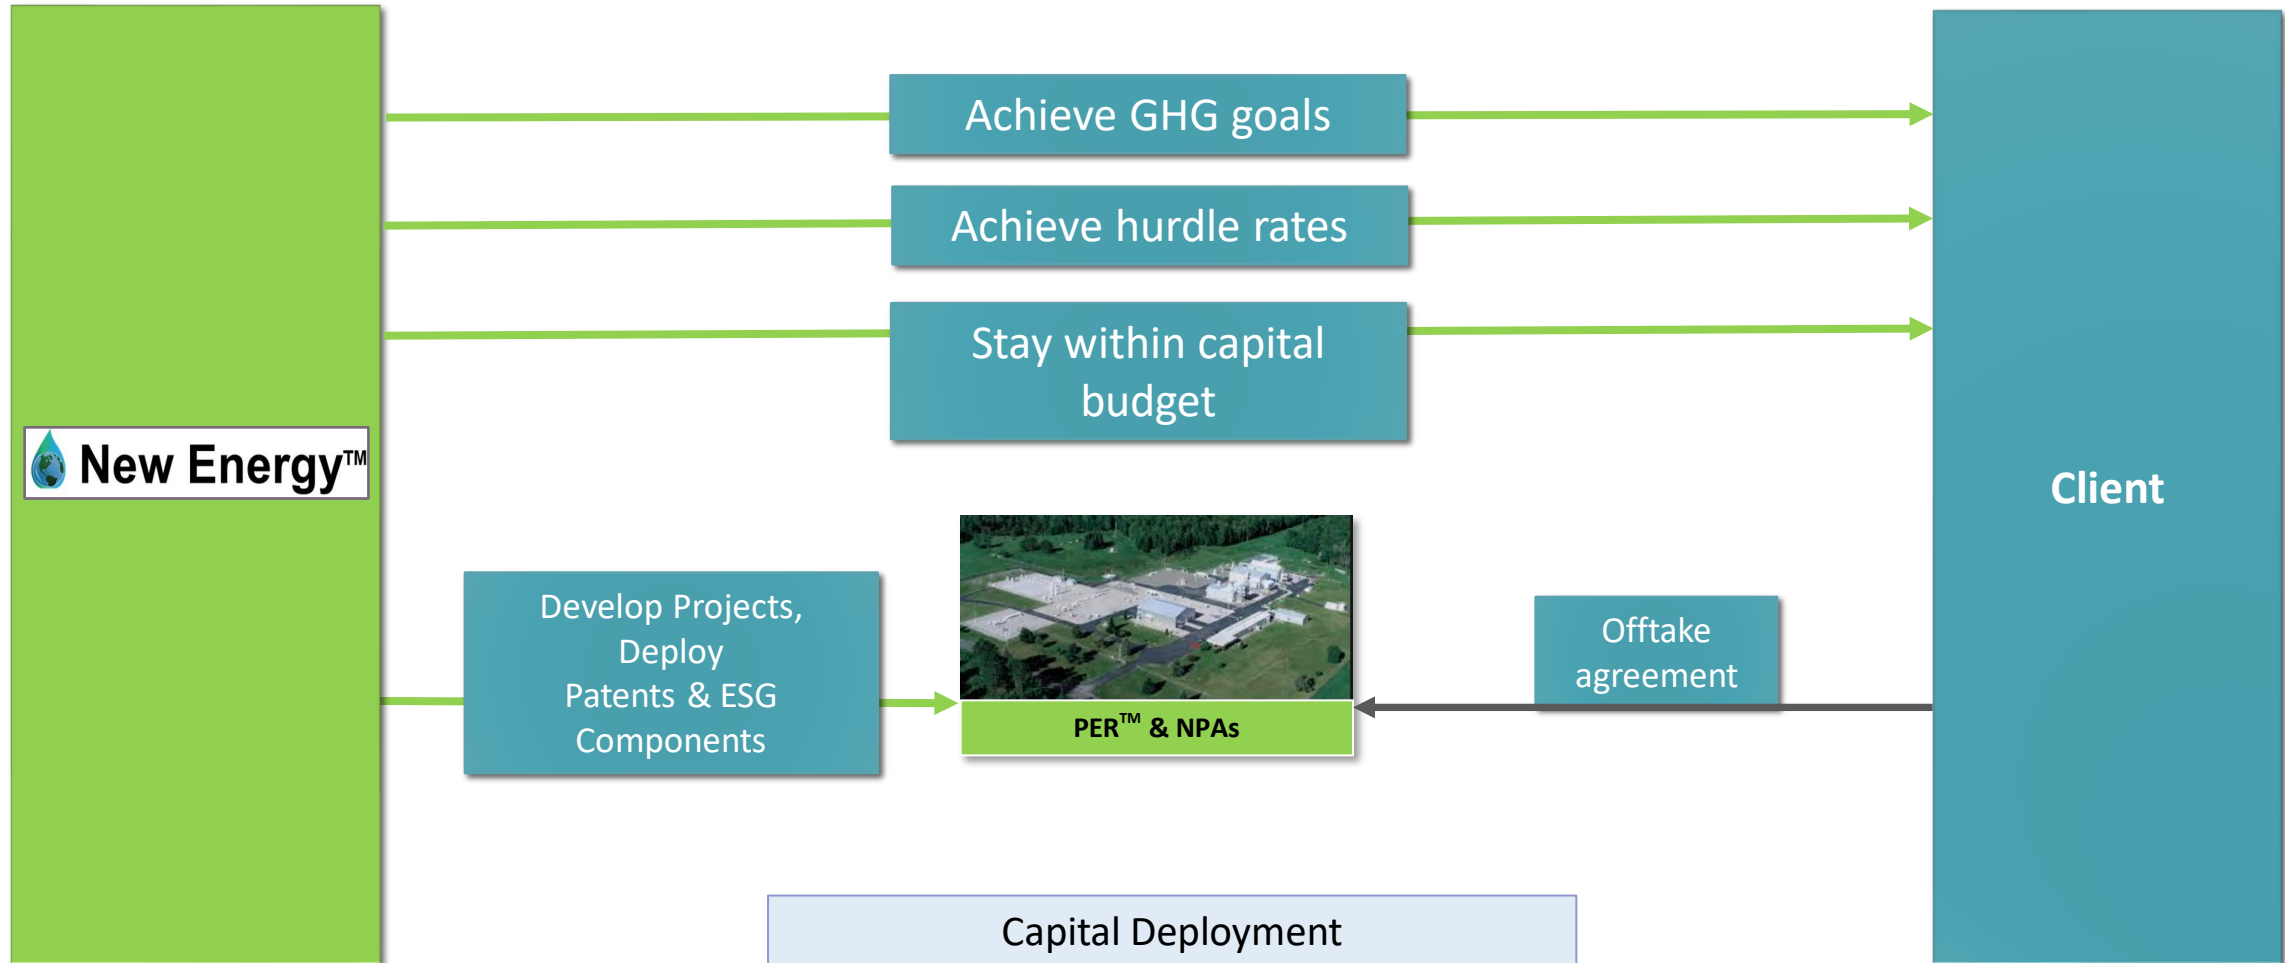 Achieve GHG goals
Achieve hurdle rates
Stay within capital
budget
New Energy™
Client
Develop Projects,
Deploy
Patents & ESG
Components
PER™ & NPAs
Offtake
agreement
Capital Deployment